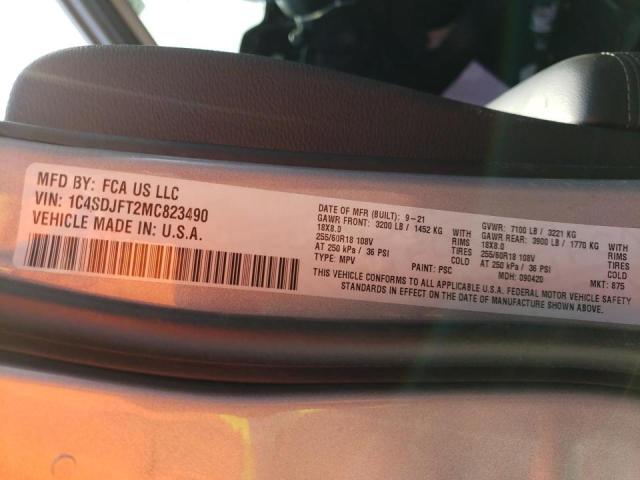 MFD BY: FCA US LLC
VIN: 1C4SDJFT2MC823490
VEHICLE MADE IN: U.S.A.
DATE OF MFR (BUILT): 9-21 GVWR: 7100 LB / 3221 KG
GAWR FRONT: 3200 LB / 1452 KG WITH GAWR REAR: 3900 LB / 1770 KG WITH
18X8.0 RIMS 18X8.0 RIMS
255/60R18 108V TIRES 255/60R18 108V TIRES
AT 250 kPa / 36 PSI COLD AT 250 kPa / 36 PSI COLD
TYPE: MPV PAINT: PSC MDH: 090420 MKT: 875
THIS VEHICLE CONFORMS TO ALL APPLICABLE U.S.A. FEDERAL MOTOR VEHICLE SAFETY
STANDARDS IN EFFECT ON THE DATE OF MANUFACTURE SHOWN ABOVE.